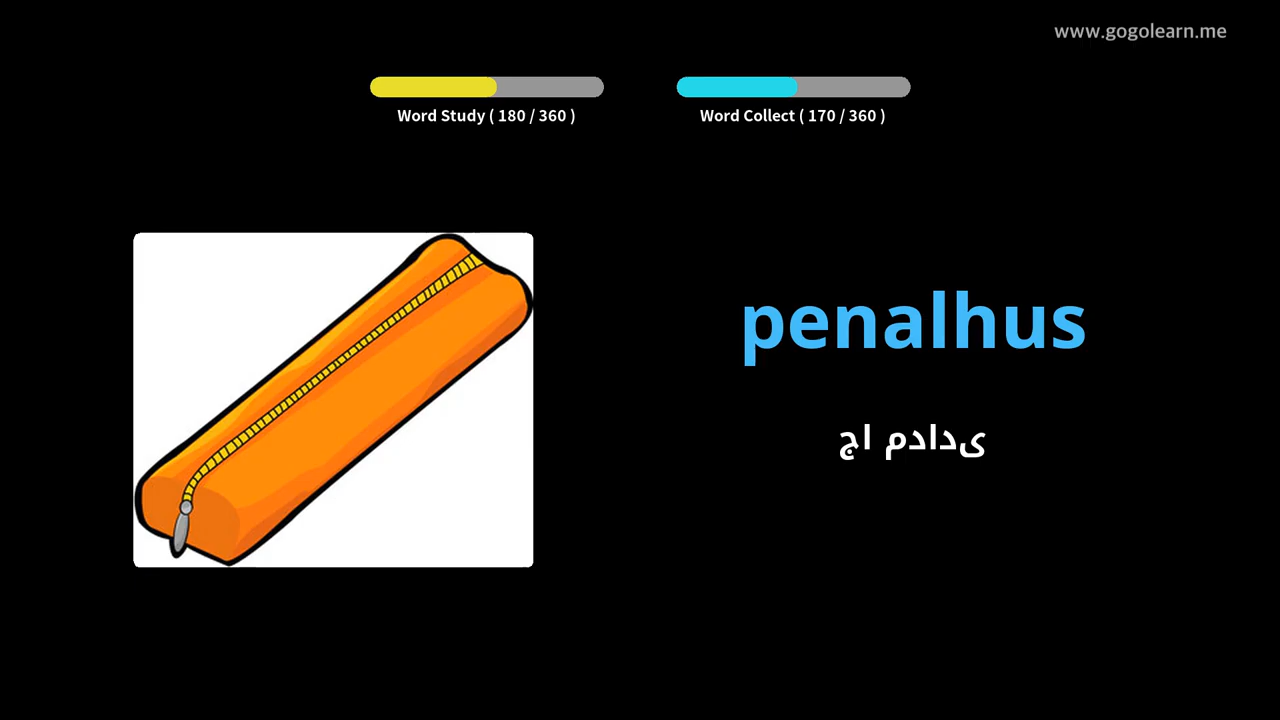 www.gogolearn.me
Word Study ( 180 / 360 )
Word Collect ( 170 / 360 )
penalhus
جا مدادی